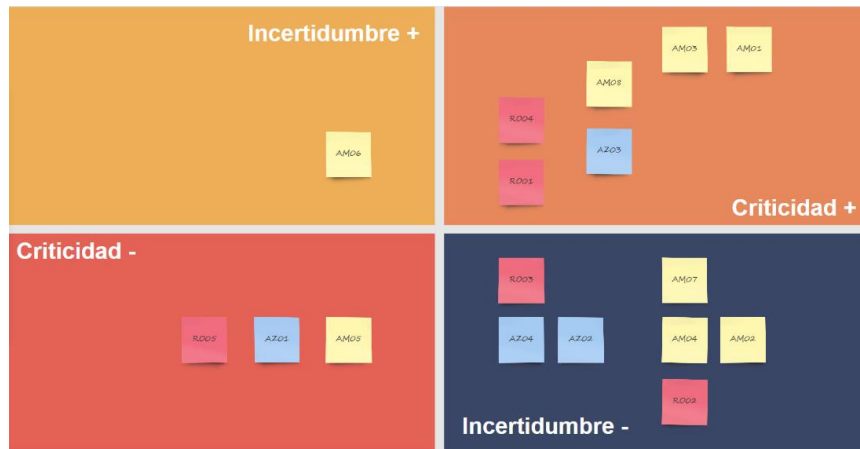 Incertidumbre +
AM06
AM03
AM01
AM08
RO04
AZ03
RO01
Criticidad +
Criticidad -
RO05
AZ01
AM05
RO03
AM07
AZ04
AZ02
AM04
AM02
RO02
Incertidumbre -